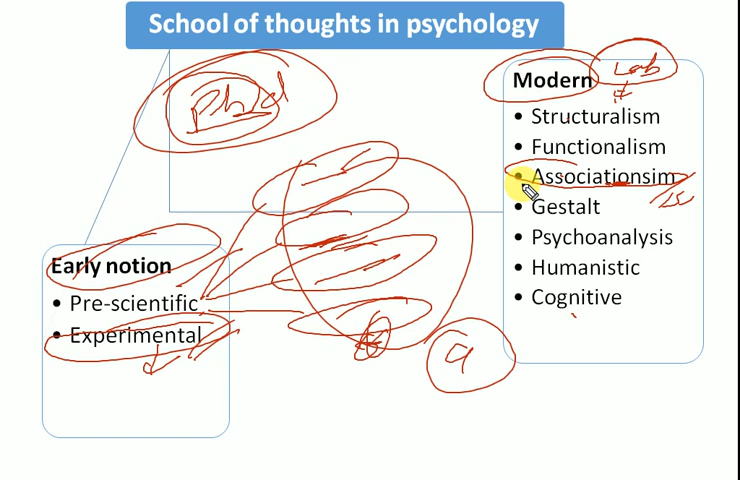 School of thoughts in psychology
Phd
Modern
Lab
• Structuralism
• Functionalism
• Associationsim
• Gestalt
• Psychoanalysis
• Humanistic
• Cognitive
Early notion
• Pre-scientific
• Experimental